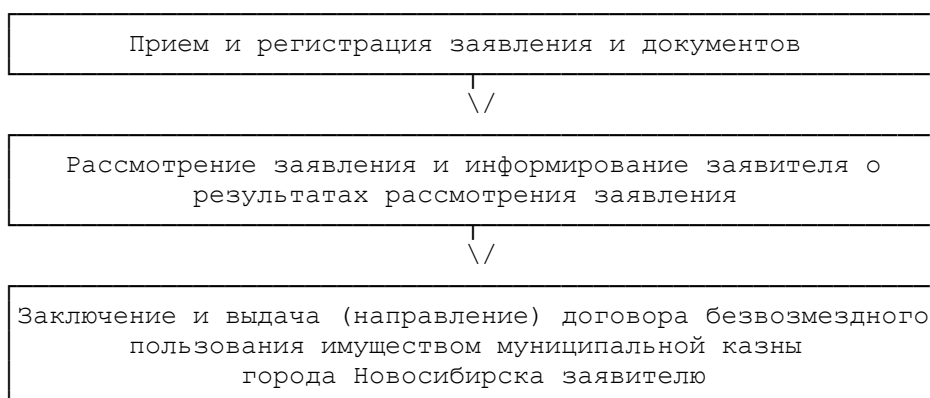 Прием и регистрация заявления и документов
\/
Рассмотрение заявления и информирование заявителя о
результатах рассмотрения заявления
\/
Заключение и выдача (направление) договора безвозмездного
пользования имуществом муниципальной казны
города Новосибирска заявителю